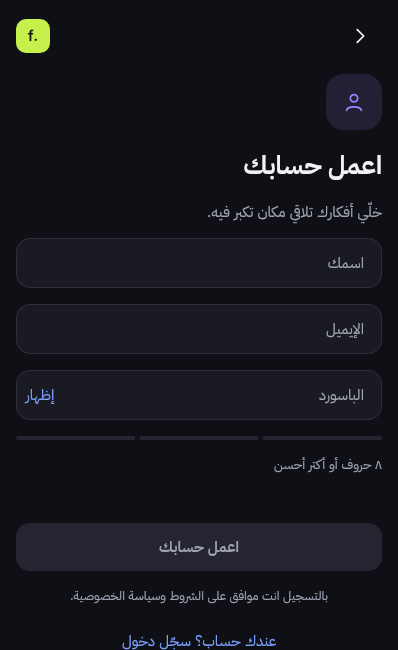 f.
اعمل حسابك
خلّي أفكارك تلاقي مكان تكبر فيه.
اسمك
الإيميل
الباسورد
إظهار
٨ حروف أو أكتر أحسن
اعمل حسابك
بالتسجيل انت موافق على الشروط وسياسة الخصوصية.
عندك حساب؟ سجّل دخول